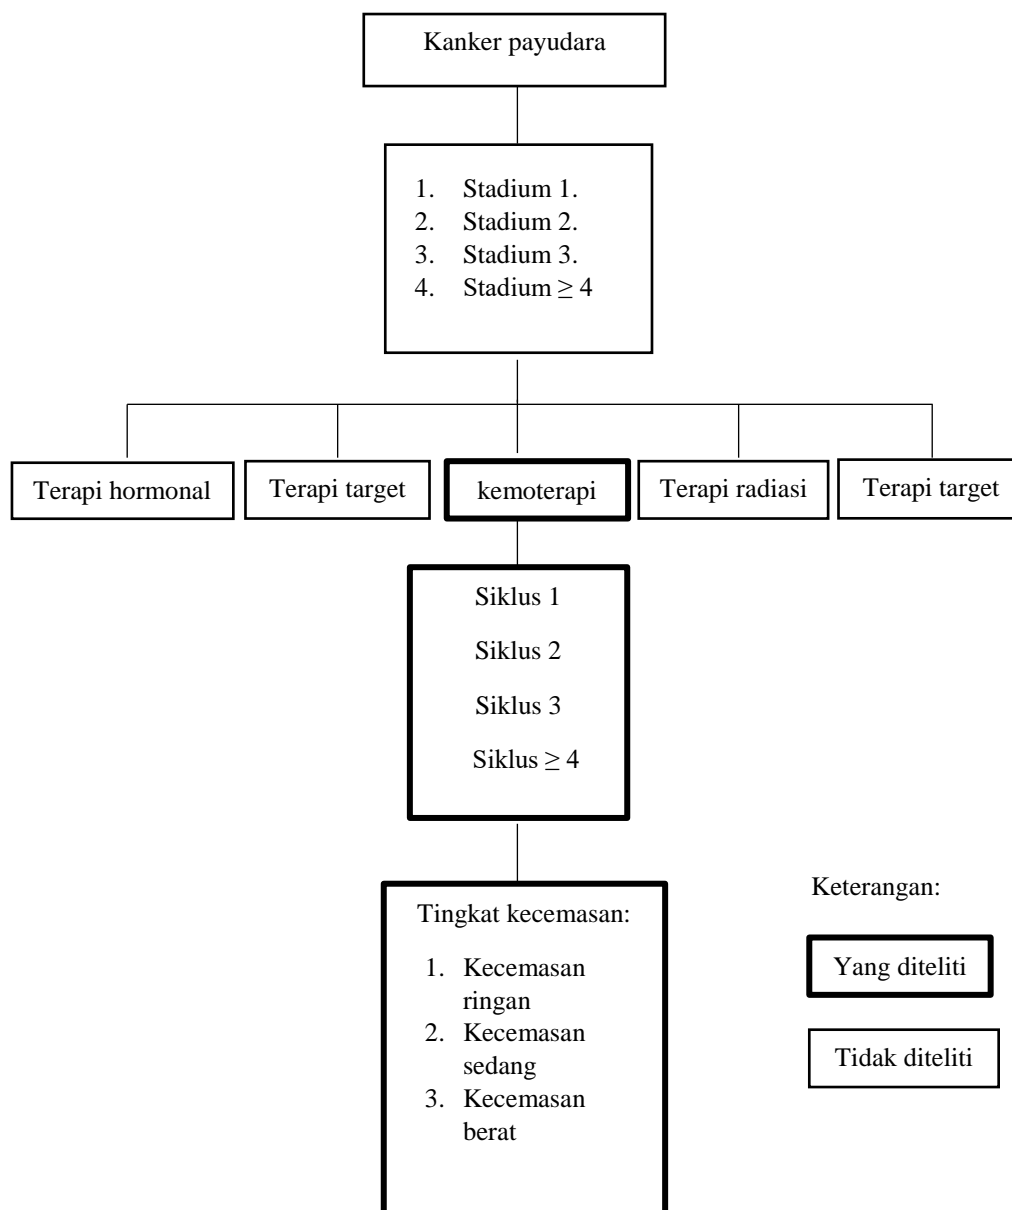 Kanker payudara
1. Stadium 1.
2. Stadium 2.
3. Stadium 3.
4. Stadium ≥ 4
Terapi hormonal
Terapi target
kemoterapi
Terapi radiasi
Terapi target
Siklus 1
Siklus 2
Siklus 3
Siklus ≥ 4
Tingkat kecemasan:
1. Kecemasan
ringan
2. Kecemasan
sedang
3. Kecemasan
berat
Keterangan:
Yang diteliti
Tidak diteliti